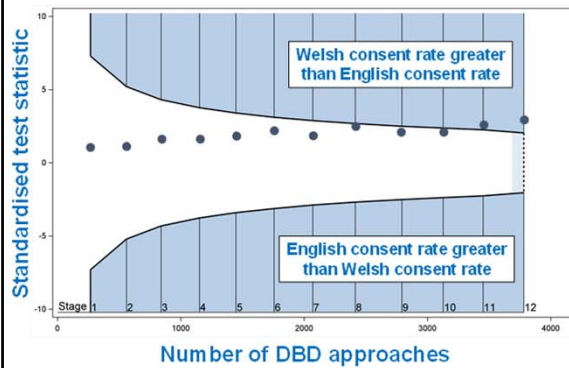 Standardised test statistic
10
5
0
-5
-10
Welsh consent rate greater
than English consent rate
English consent rate greater
than Welsh consent rate
Stage 1 2 3 4 5 6 7 8 9 10 11 12
0 1000 2000 3000 4000
Number of DBD approaches